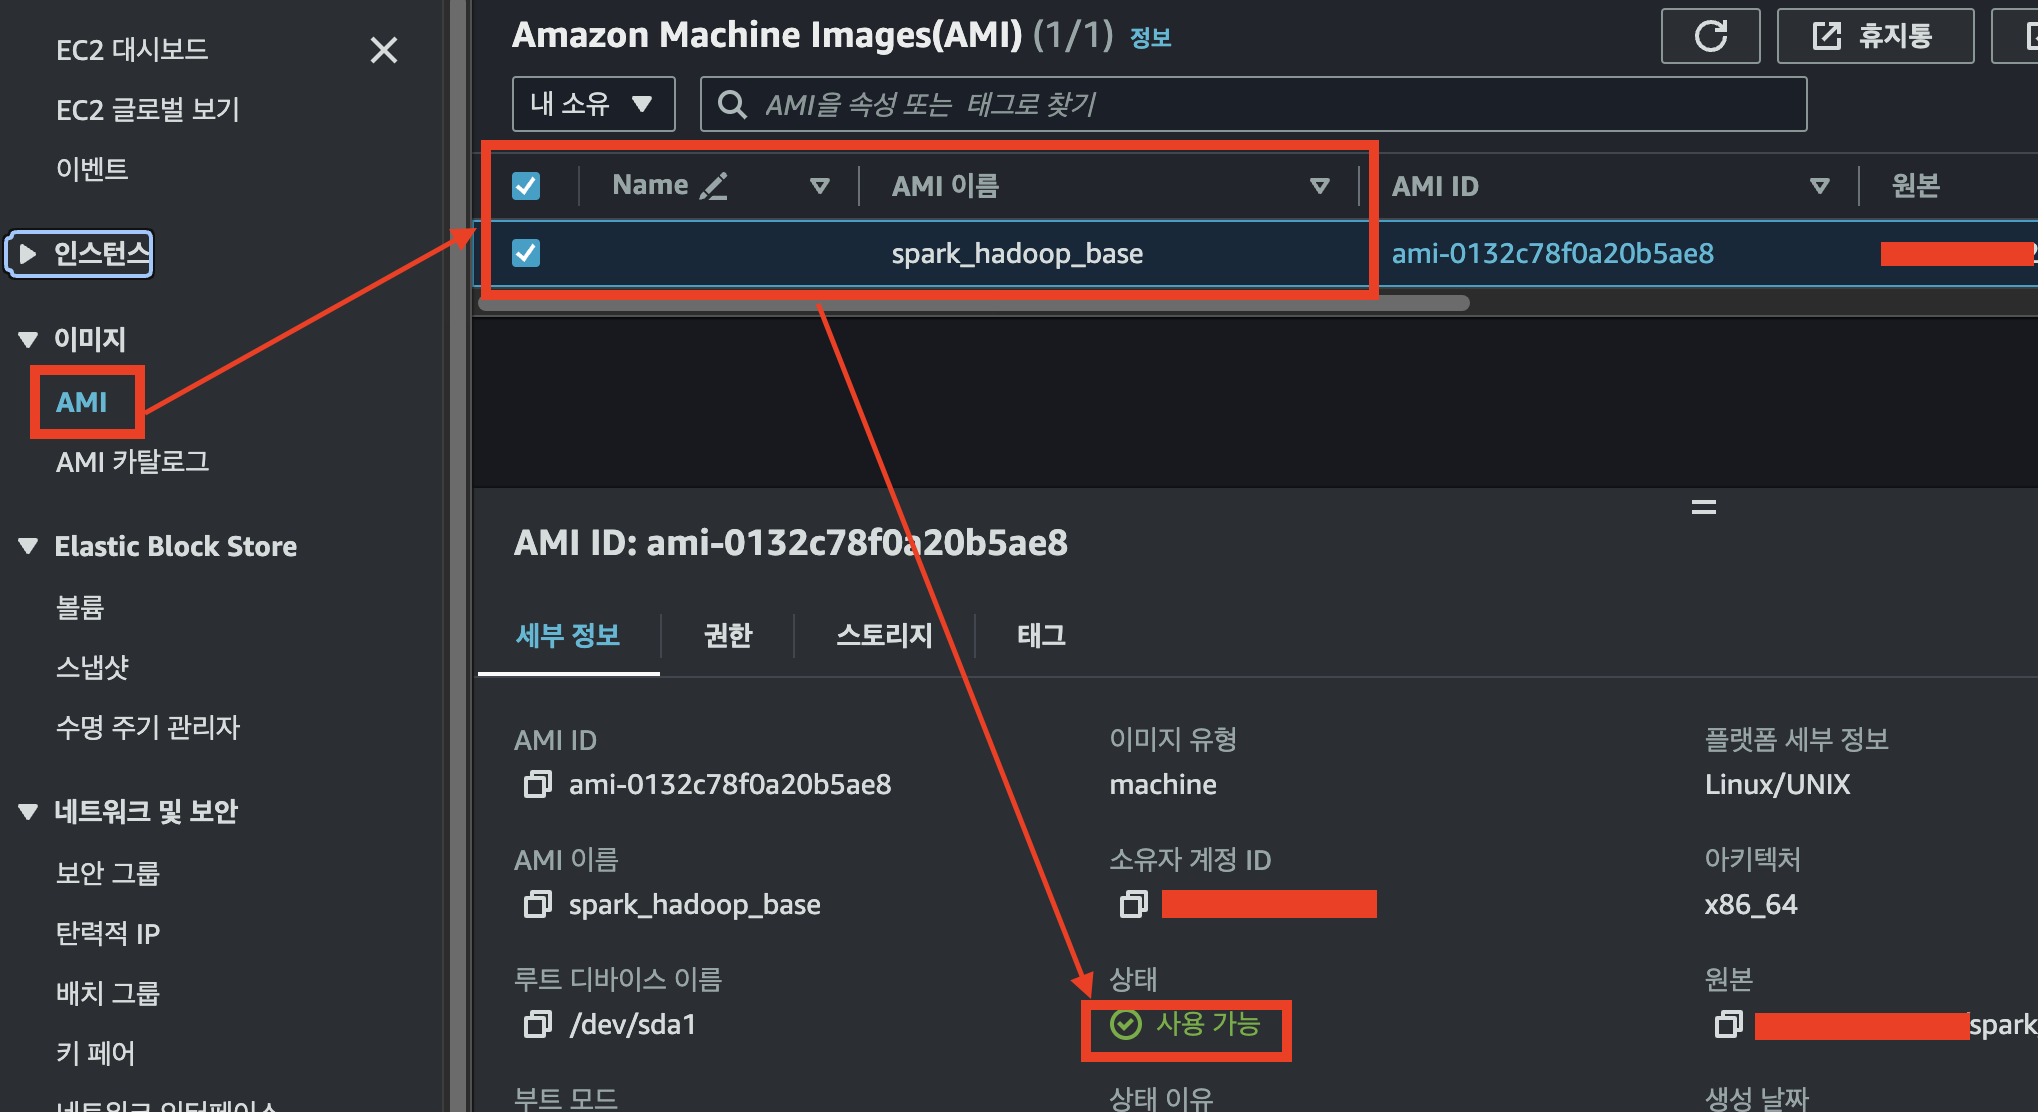 EC2 대시보드
EC2 글로벌 보기
이벤트
인스턴스
이미지
AMI
AMI 카탈로그
Elastic Block Store
볼륨
스냅샷
수명 주기 관리자
네트워크 및 보안
보안 그룹
탄력적 IP
배치 그룹
키 페어
네트워크 인터페이스
Amazon Machine Images(AMI) (1/1) 정보
휴지통
내 소유
AMI을 속성 또는 태그로 찾기
Name AMI 이름 AMI ID 원본
spark_hadoop_base ami-0132c78f0a20b5ae8
AMI ID: ami-0132c78f0a20b5ae8
세부 정보 권한 스토리지 태그
AMI ID 이미지 유형 플랫폼 세부 정보
ami-0132c78f0a20b5ae8 machine Linux/UNIX
AMI 이름 소유자 계정 ID 아키텍처
spark_hadoop_base x86_64
루트 디바이스 이름 상태 원본
/dev/sda1 사용 가능 spark
부트 모드 상태 이유 생성 날짜